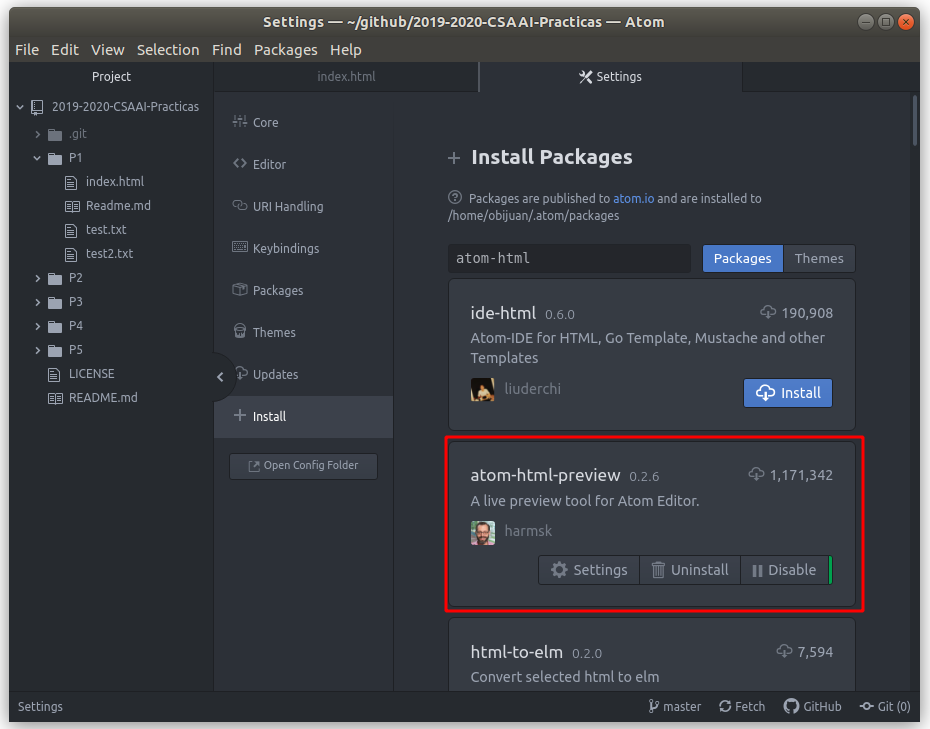 Settings — ~/github/2019-2020-CSAAI-Practicas — Atom
File Edit View Selection Find Packages Help
Project
index.html
Settings
2019-2020-CSAAI-Practicas
.git
P1
index.html
Readme.md
test.txt
test2.txt
P2
P3
P4
P5
LICENSE
README.md
Core
Editor
URI Handling
Keybindings
Packages
Themes
Updates
Install
Open Config Folder
Install Packages
Packages are published to atom.io and are installed to
/home/obijuan/.atom/packages
atom-html
Packages Themes
ide-html 0.6.0 190,908
Atom-IDE for HTML, Go Template, Mustache and other
Templates
liuderchi
Install
atom-html-preview 0.2.6 1,171,342
A live preview tool for Atom Editor.
harmsk
Settings Uninstall Disable
html-to-elm 0.2.0 7,594
Convert selected html to elm
Settings master Fetch GitHub Git (0)